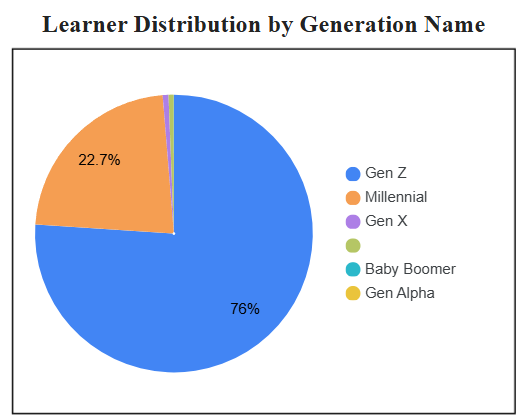 Learner Distribution by Generation Name
22.7%
76%
Gen Z
Millennial
Gen X
Baby Boomer
Gen Alpha